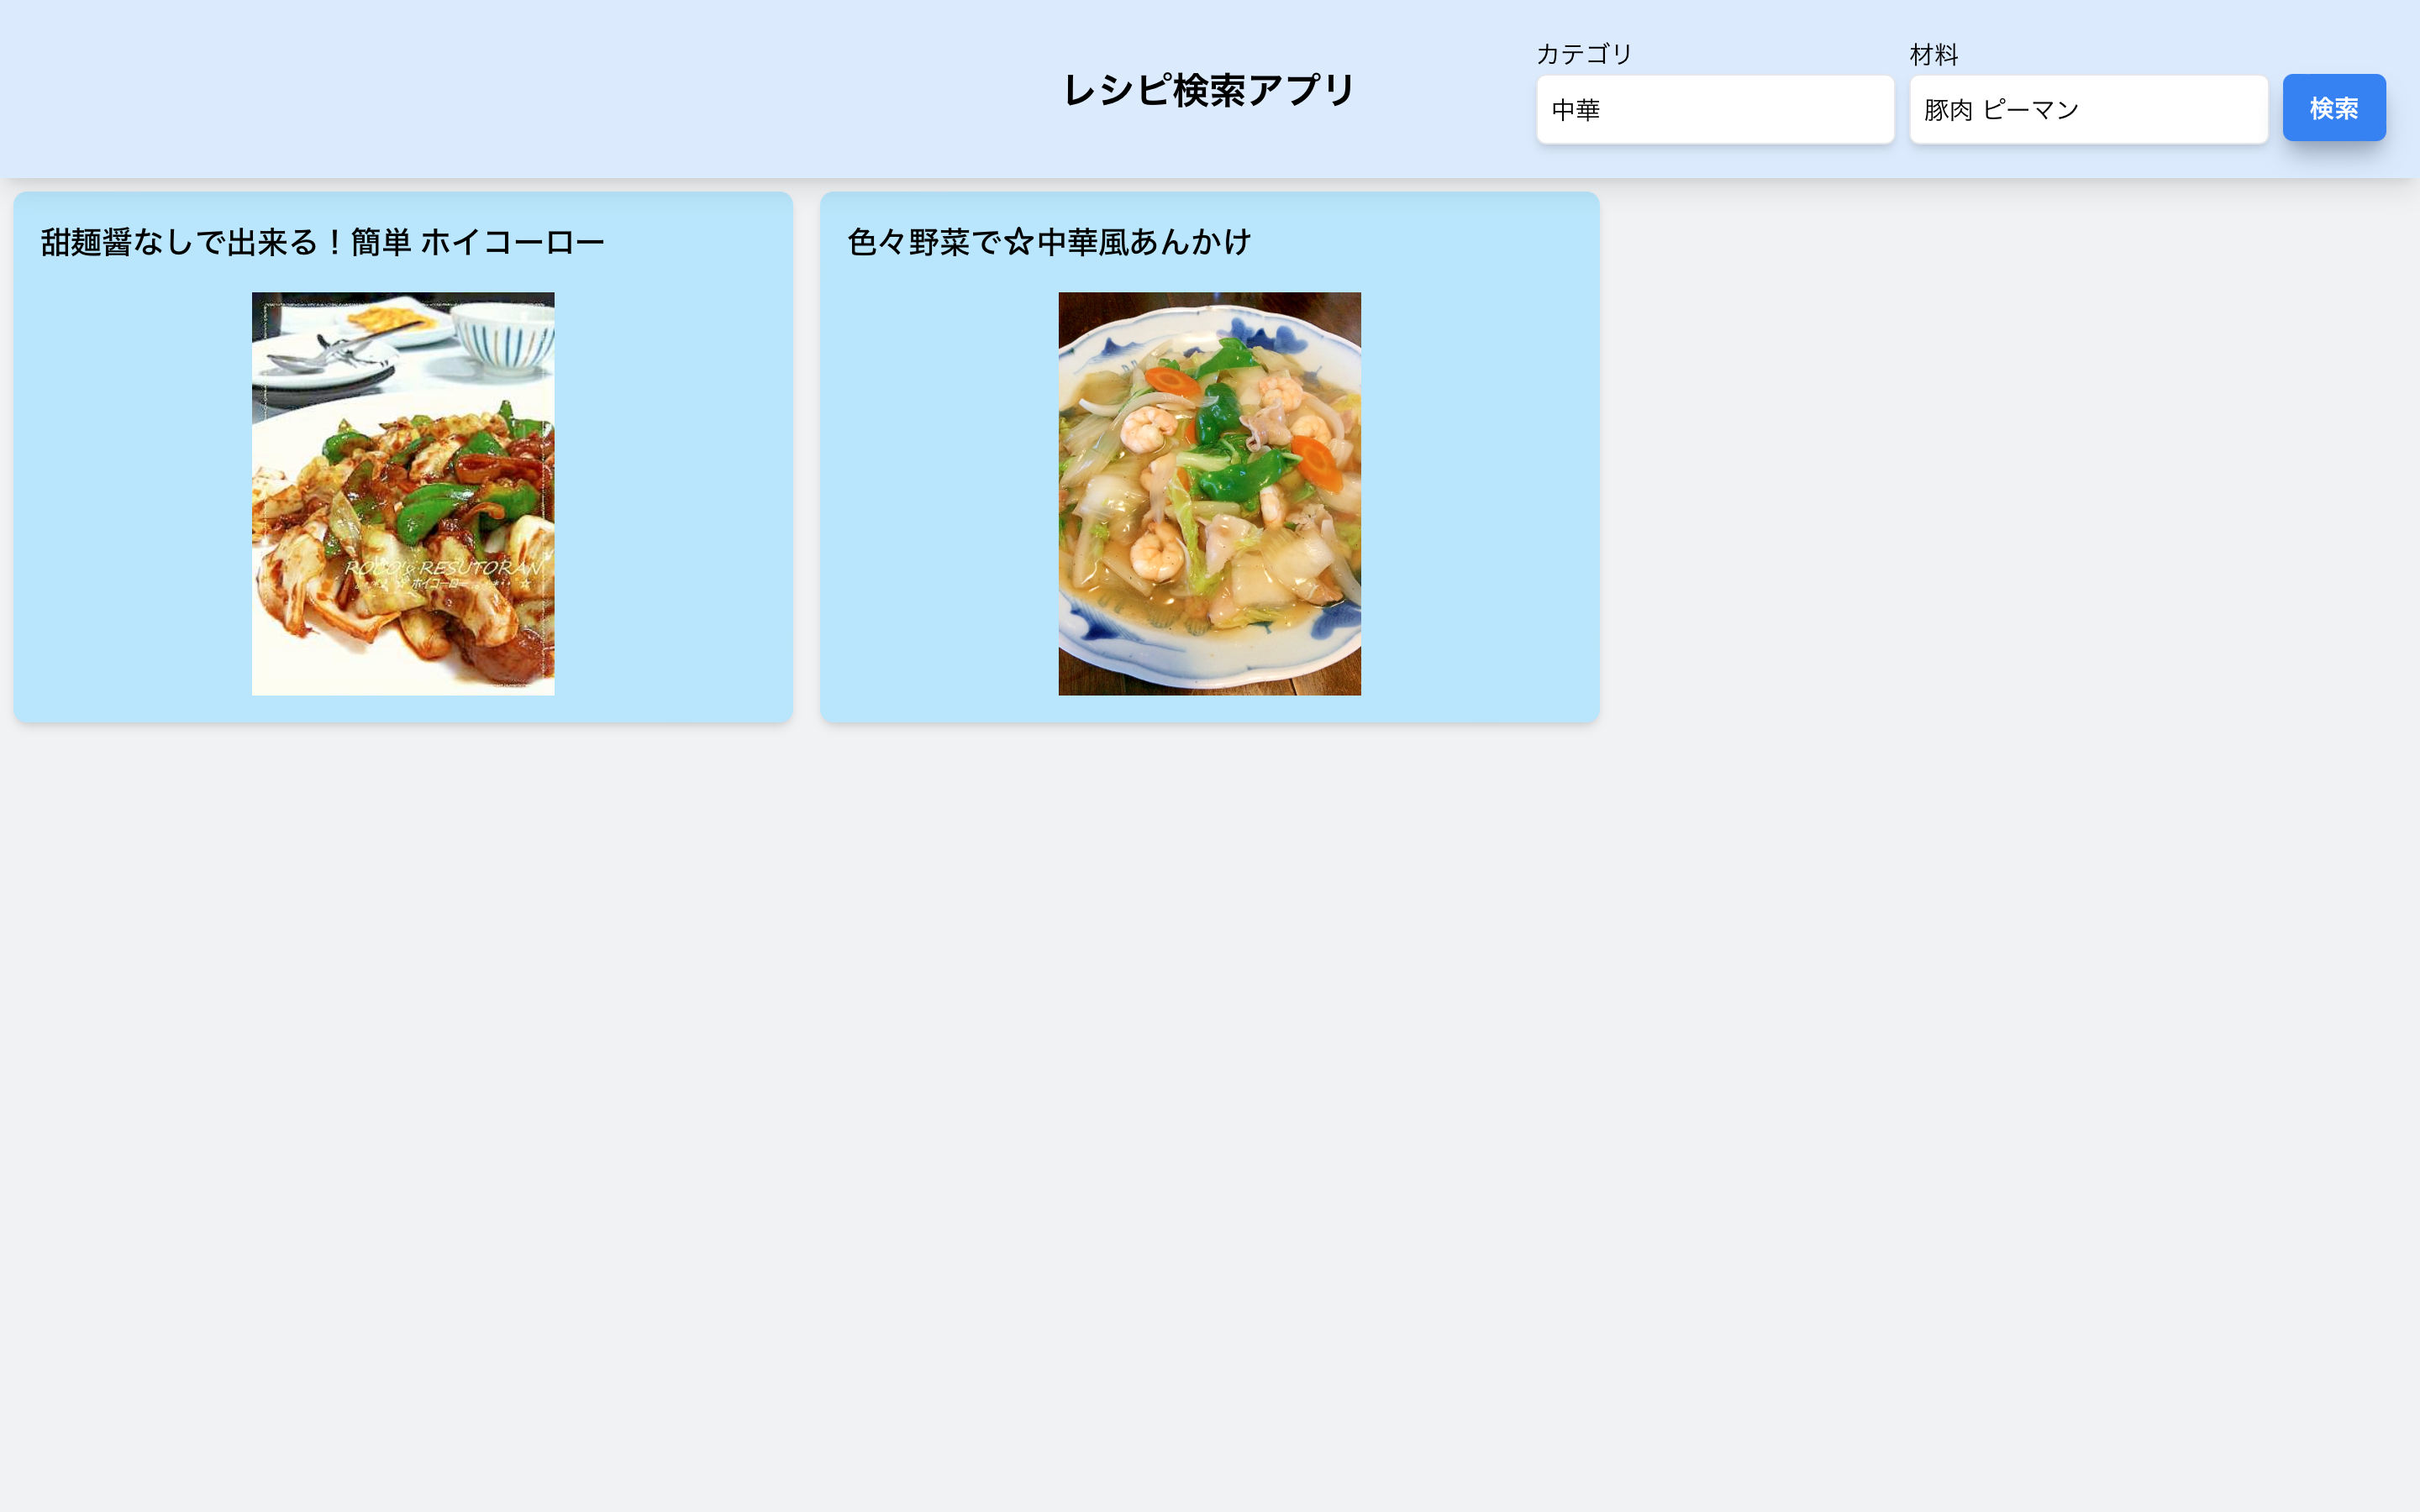 レシピ検索アプリ
カテゴリ
中華
材料
豚肉 ピーマン
検索
甜麺醤なしで出来る！簡単 ホイコーロー
ROCO's RESUTORAN
ホイコーロー
色々野菜で☆中華風あんかけ